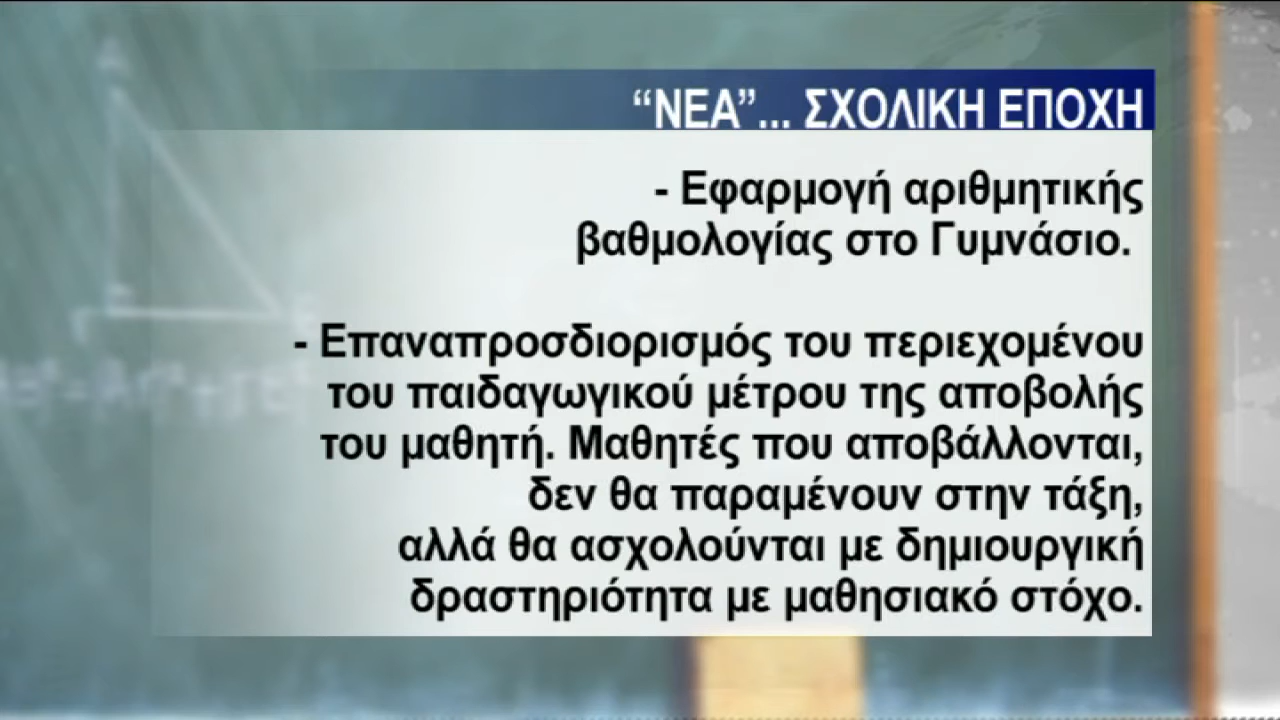 “ΝΕΑ”... ΣΧΟΛΙΚΗ ΕΠΟΧΗ
- Εφαρμογή αριθμητικής
βαθμολογίας στο Γυμνάσιο.
- Επαναπροσδιορισμός του περιεχομένου
του παιδαγωγικού μέτρου της αποβολής
του μαθητή. Μαθητές που αποβάλλονται,
δεν θα παραμένουν στην τάξη,
αλλά θα ασχολούνται με δημιουργική
δραστηριότητα με μαθησιακό στόχο.